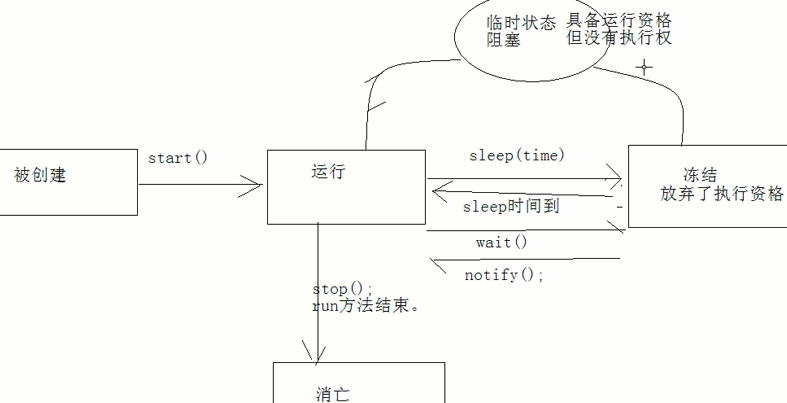 临时状态
阻塞
具备运行资格
但没有执行权
被创建
start()
运行
sleep(time)
冻结
放弃了执行资格
sleep时间到
wait()
notify();
stop();
run方法结束。
消亡